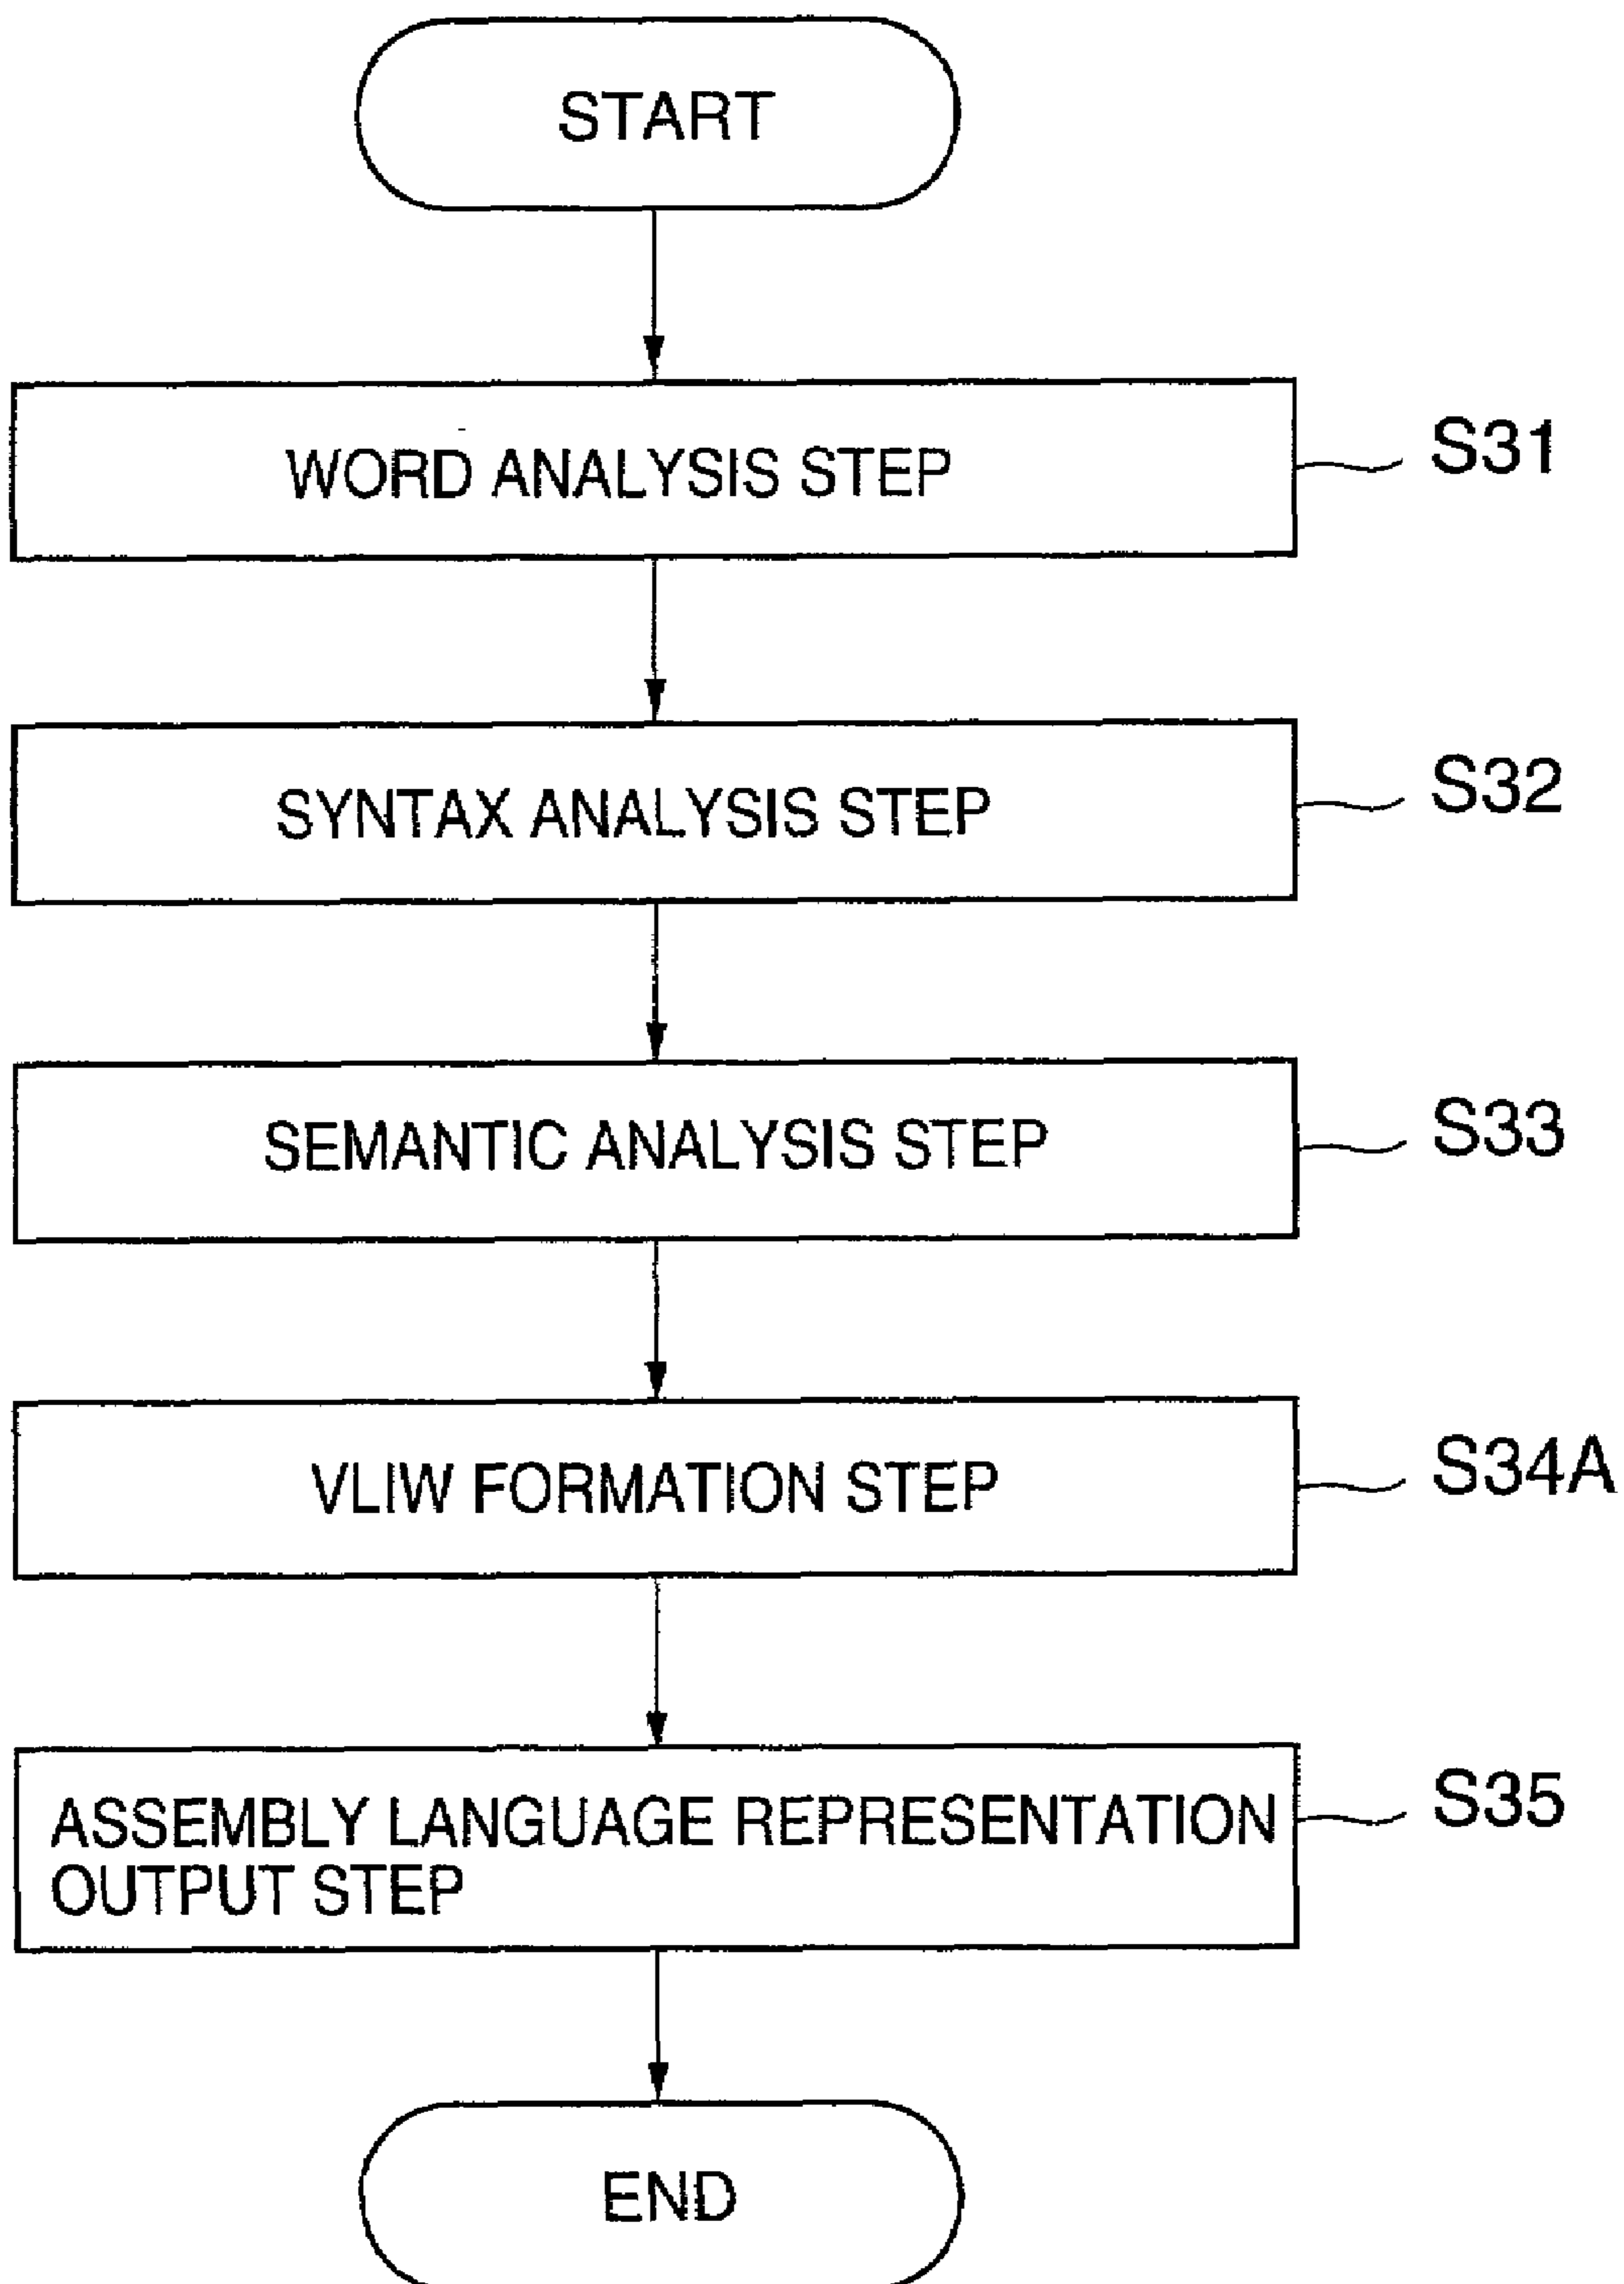 START
WORD ANALYSIS STEP
S31
SYNTAX ANALYSIS STEP
S32
SEMANTIC ANALYSIS STEP
S33
VLIW FORMATION STEP
S34A
ASSEMBLY LANGUAGE REPRESENTATION
OUTPUT STEP
S35
END